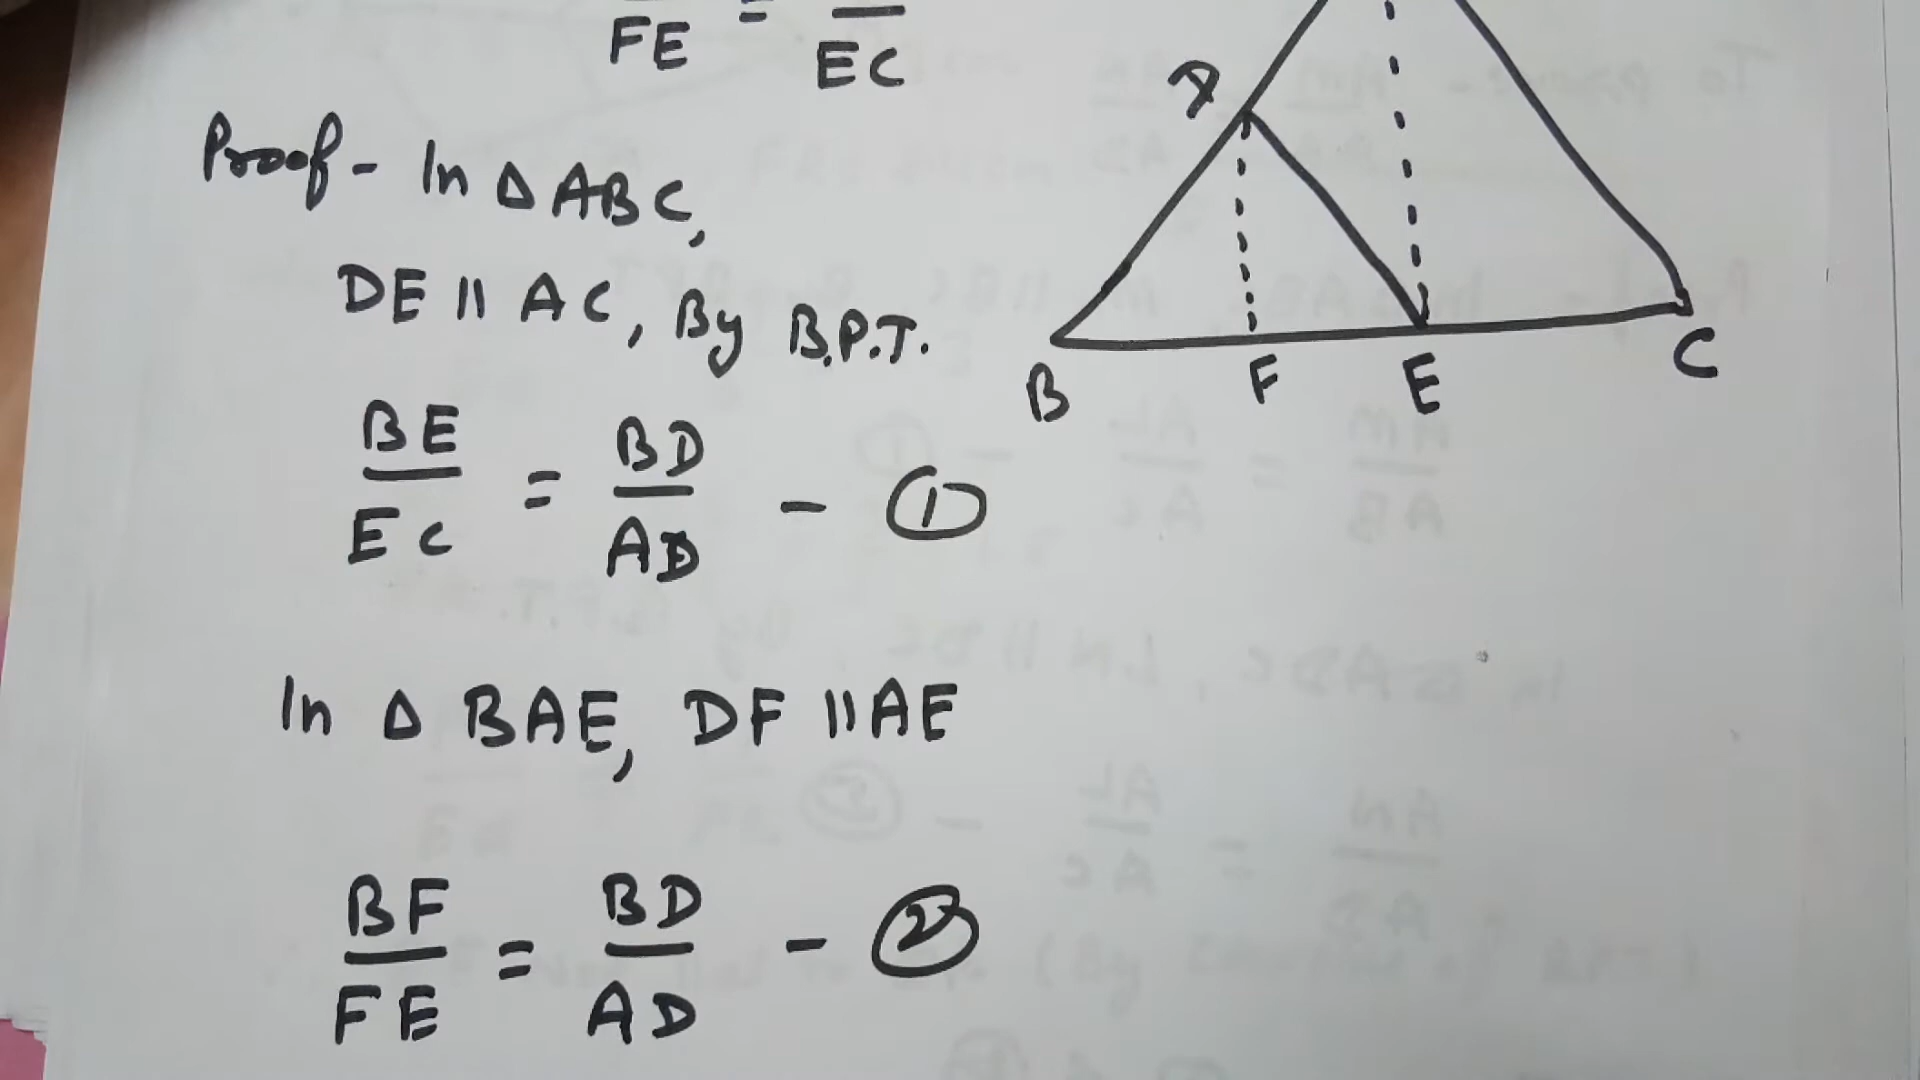 FE = EC
Proof - In Δ ABC,
DE || AC, By B.P.T.
BE/EC = BD/AD - ①
In Δ BAE, DF || AE
BF/FE = BD/AD - ②
D
B F E C